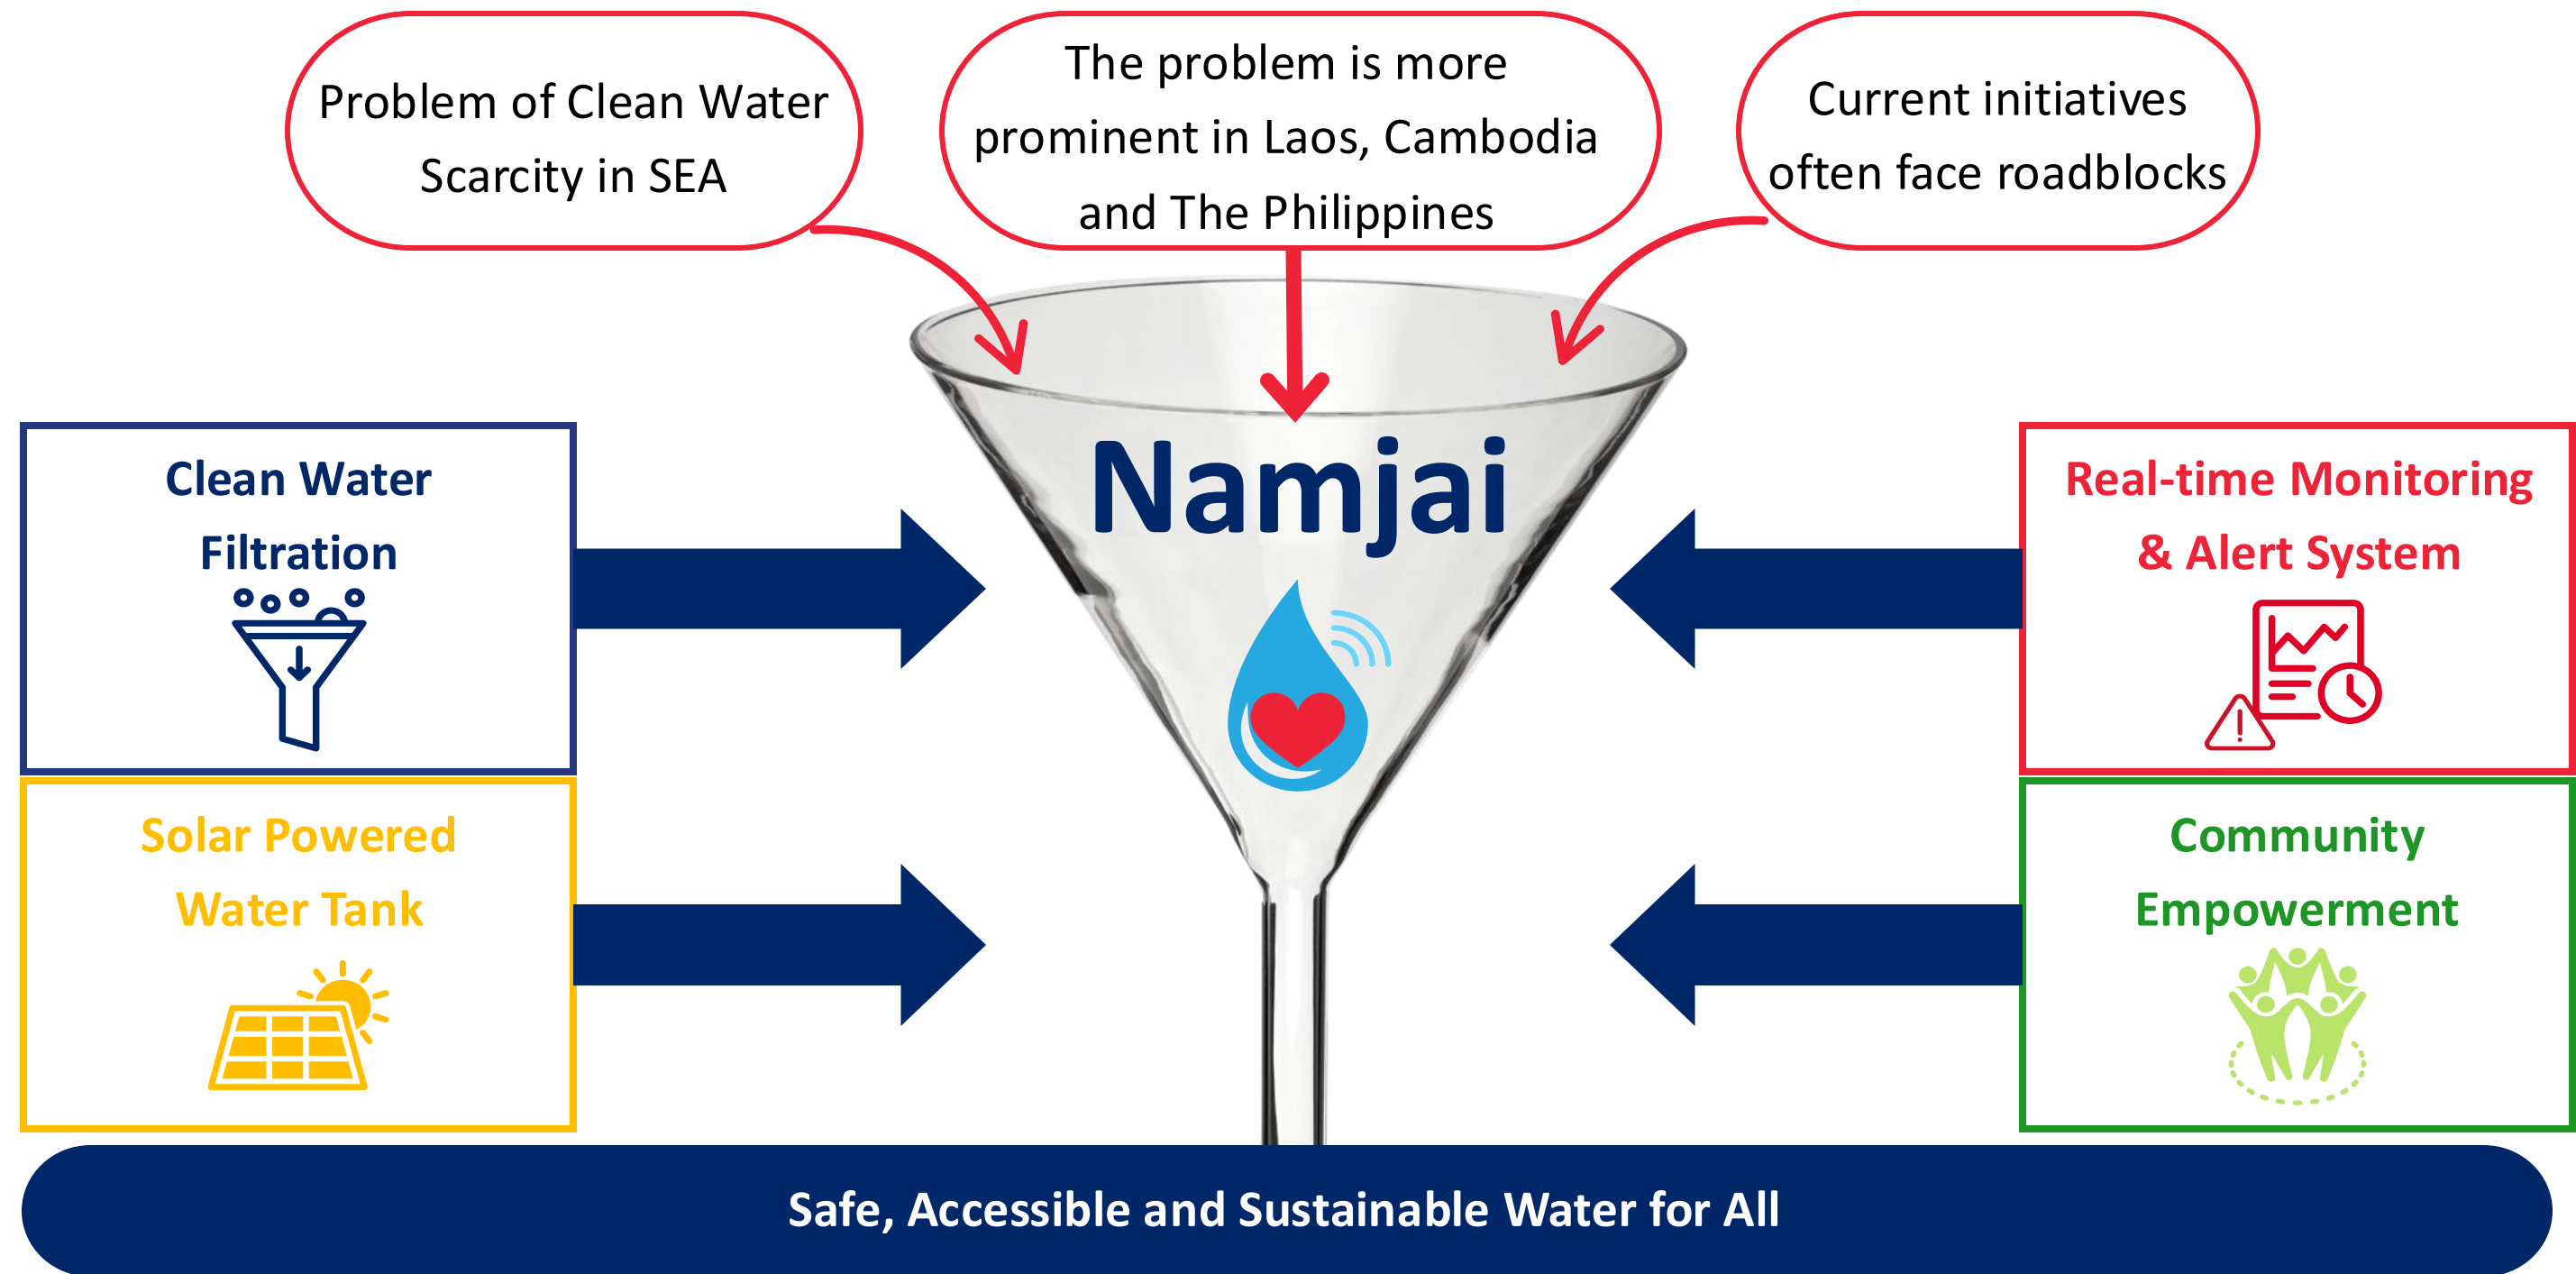 Problem of Clean Water
Scarcity in SEA
The problem is more
prominent in Laos, Cambodia
and The Philippines
Current initiatives
often face roadblocks
Namjai
Clean Water
Filtration
Real-time Monitoring
& Alert System
Solar Powered
Water Tank
Community
Empowerment
Safe, Accessible and Sustainable Water for All